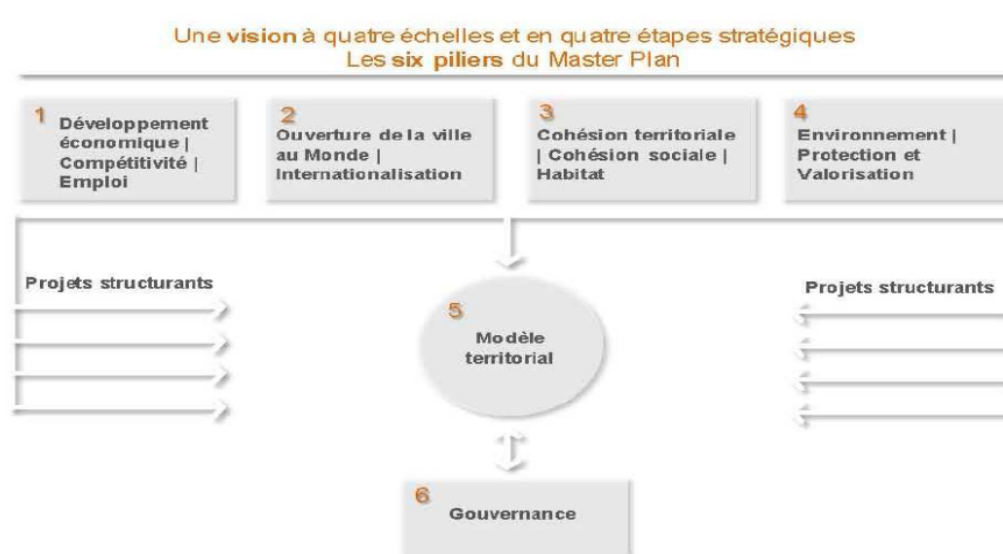 Une vision à quatre échelles et en quatre étapes stratégiques
Les six piliers du Master Plan
1
Développement
économique |
Compétitivité |
Emploi
2
Ouverture de la ville
au Monde |
Internationalisation
3
Cohésion territoriale
| Cohésion sociale |
Habitat
4
Environnement |
Protection et
Valorisation
Projets structurants
Projets structurants
5
Modèle
territorial
6
Gouvernance